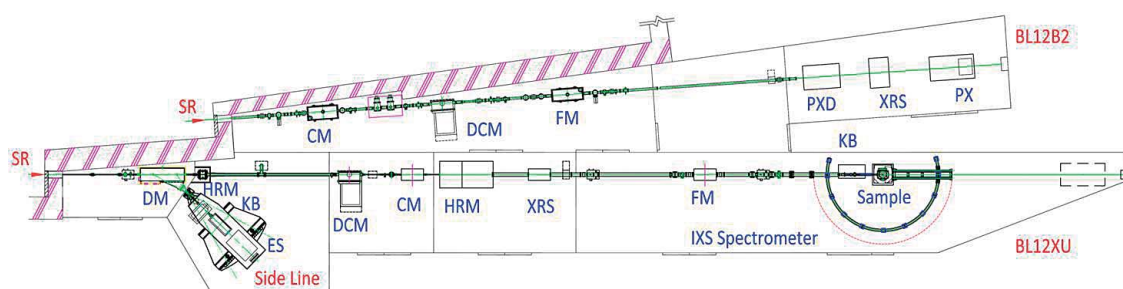 BL12B2
SR
CM
DCM
FM
PXD
XRS
PX
SR
DM
HRM
KB
ES
Side Line
DCM
CM
HRM
XRS
FM
IXS Spectrometer
KB
Sample
BL12XU